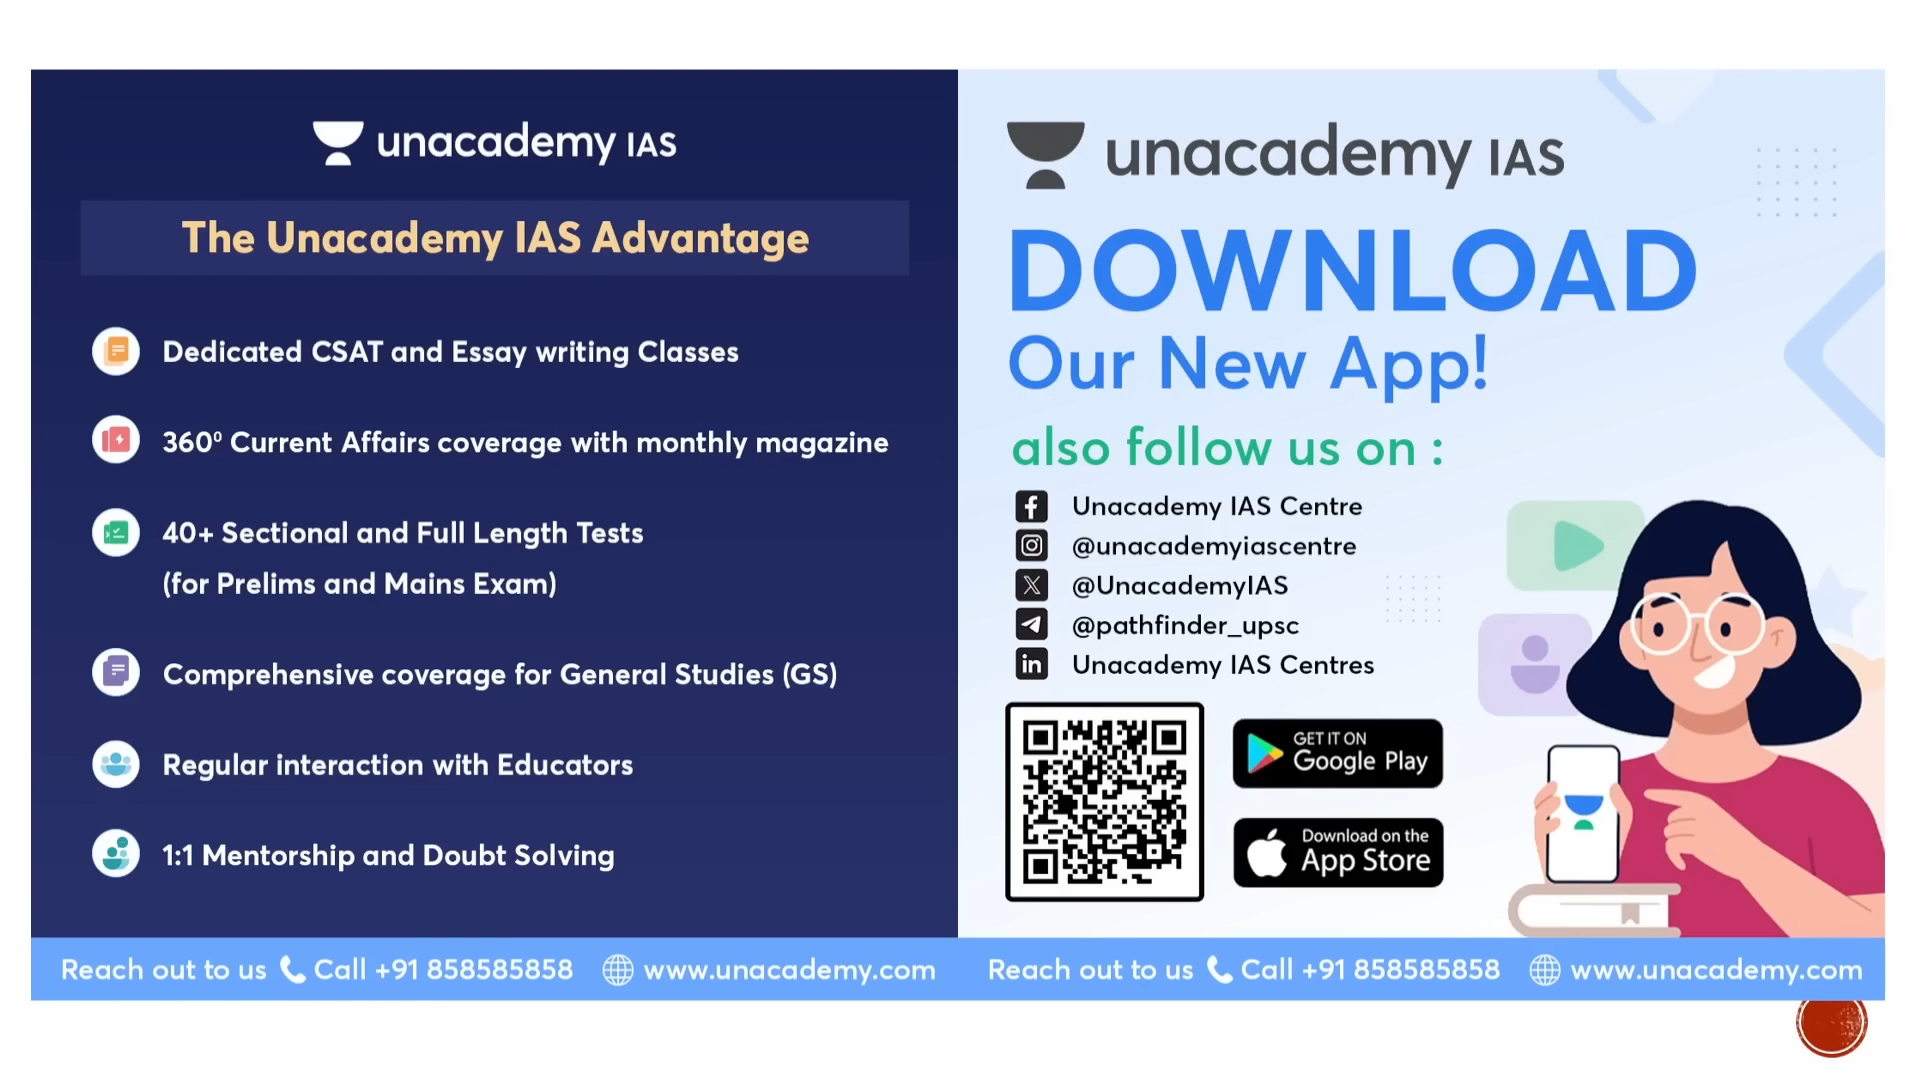 unacademy IAS
The Unacademy IAS Advantage
Dedicated CSAT and Essay writing Classes
360⁰ Current Affairs coverage with monthly magazine
40+ Sectional and Full Length Tests
(for Prelims and Mains Exam)
Comprehensive coverage for General Studies (GS)
Regular interaction with Educators
1:1 Mentorship and Doubt Solving
Reach out to us Call +91 858585858 www.unacademy.com
unacademy IAS
DOWNLOAD
Our New App!
also follow us on :
Unacademy IAS Centre
@unacademyiascentre
@UnacademyIAS
@pathfinder_upsc
Unacademy IAS Centres
GET IT ON
Google Play
Download on the
App Store
Reach out to us Call +91 858585858 www.unacademy.com